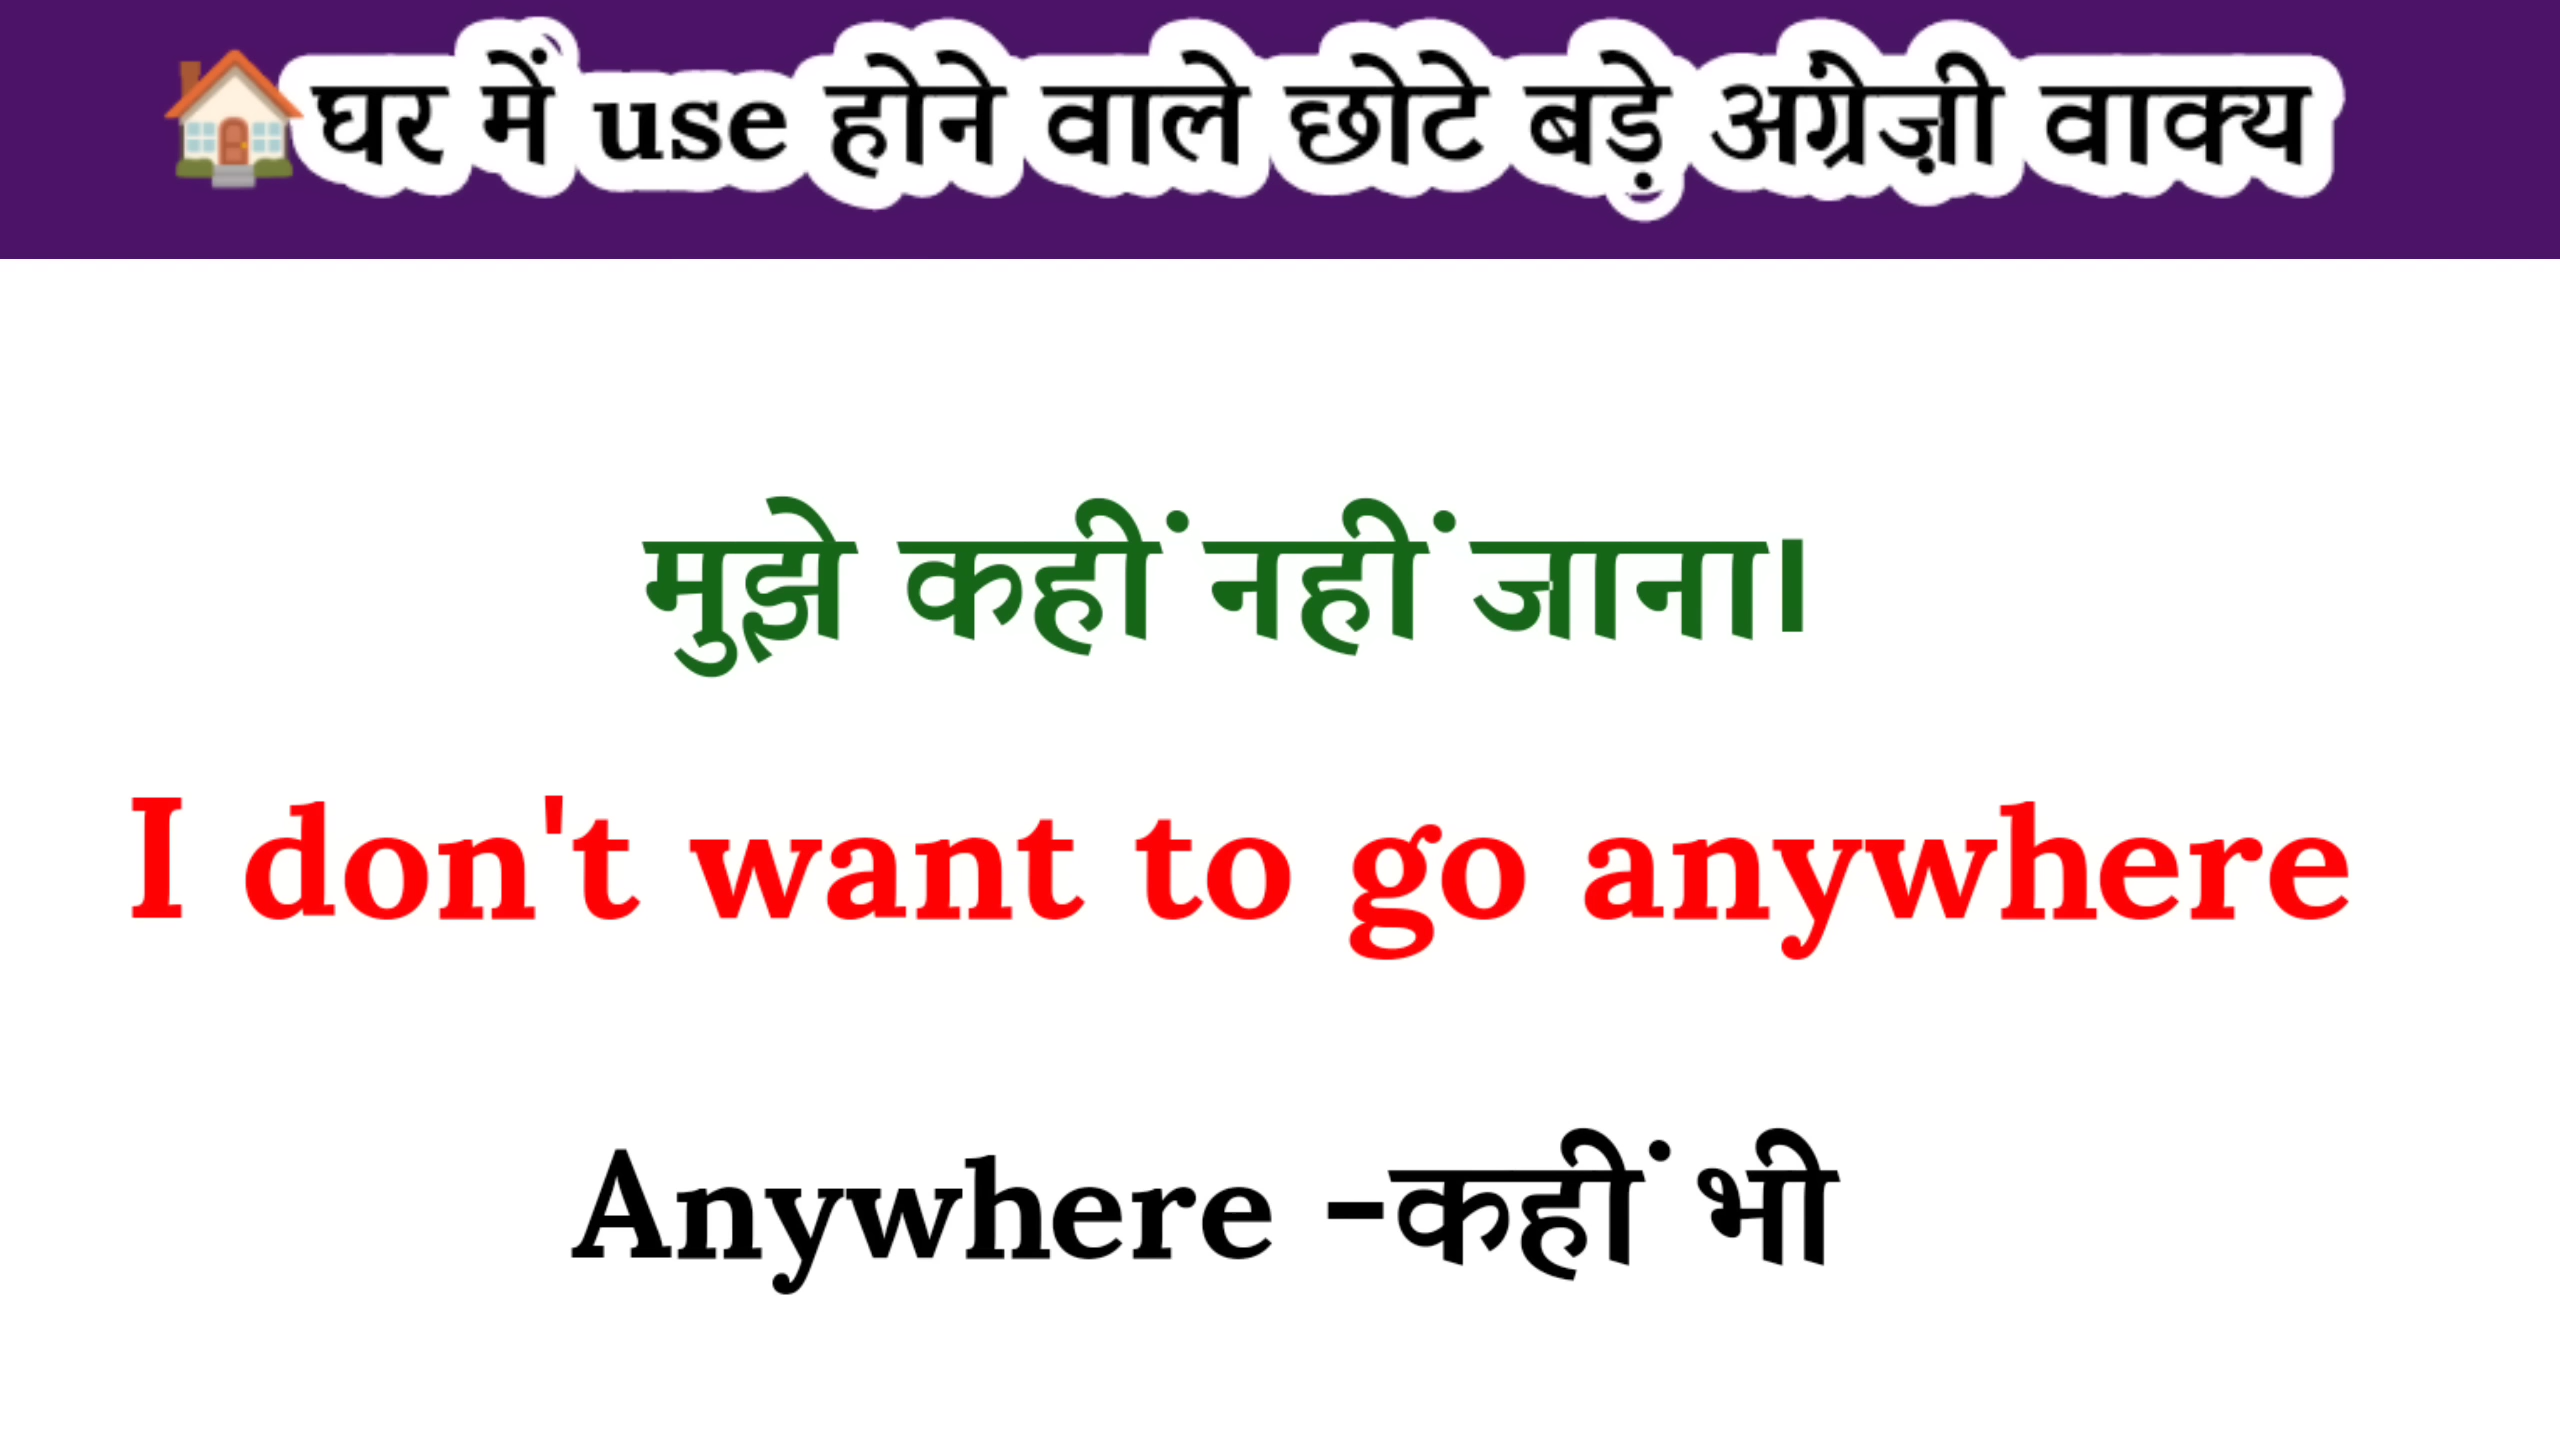 🏠घर में use होने वाले छोटे बड़े अंग्रेज़ी वाक्य
मुझे कहीं नहीं जाना।
I don't want to go anywhere
Anywhere -कहीं भी